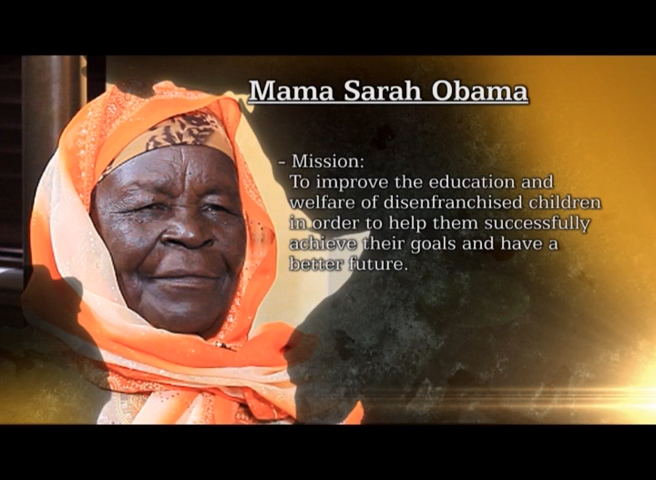 Mama Sarah Obama
– Mission:
To improve the education and
welfare of disenfranchised children
in order to help them successfully
achieve their goals and have a
better future.